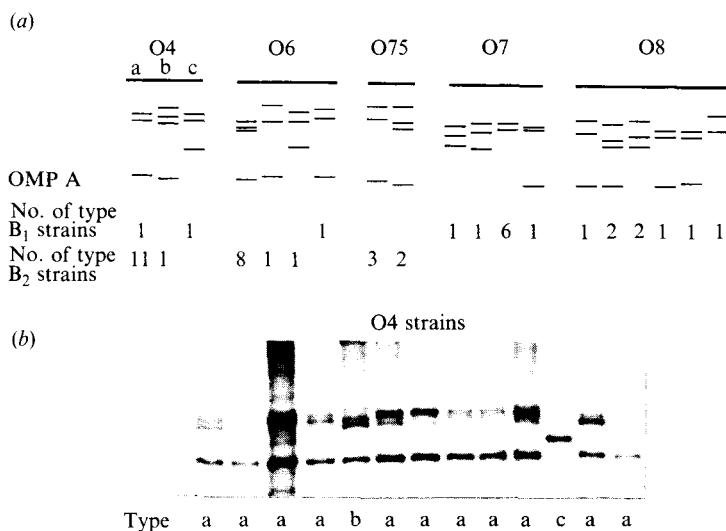 (a)
O4 O6 O75 O7 O8
a b c
OMP A
No. of type
B₁ strains 1 1 1 1 1 6 1 1 2 2 1 1 1
No. of type
B₂ strains 11 1 8 1 1 3 2
(b)
O4 strains
Type a a a a b a a a a a c a a